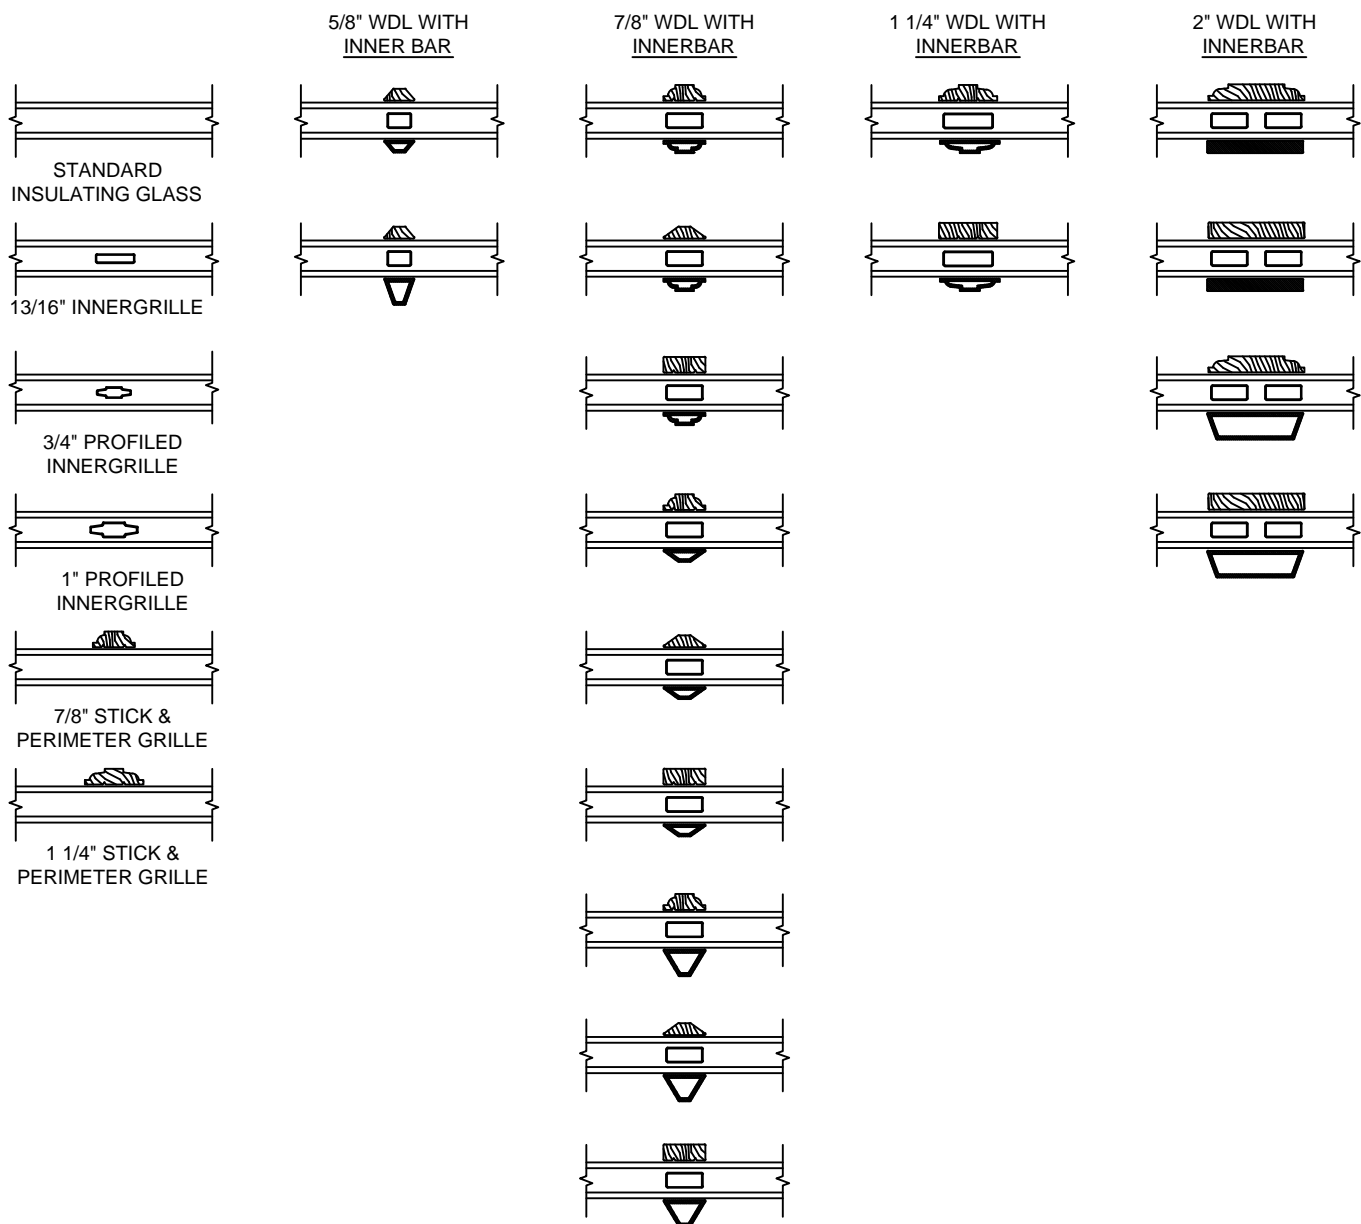 5/8" WDL WITH
INNER BAR
7/8" WDL WITH
INNERBAR
1 1/4" WDL WITH
INNERBAR
2" WDL WITH
INNERBAR
STANDARD
INSULATING GLASS
13/16" INNERGRILLE
3/4" PROFILED
INNERGRILLE
1" PROFILED
INNERGRILLE
7/8" STICK &
PERIMETER GRILLE
1 1/4" STICK &
PERIMETER GRILLE